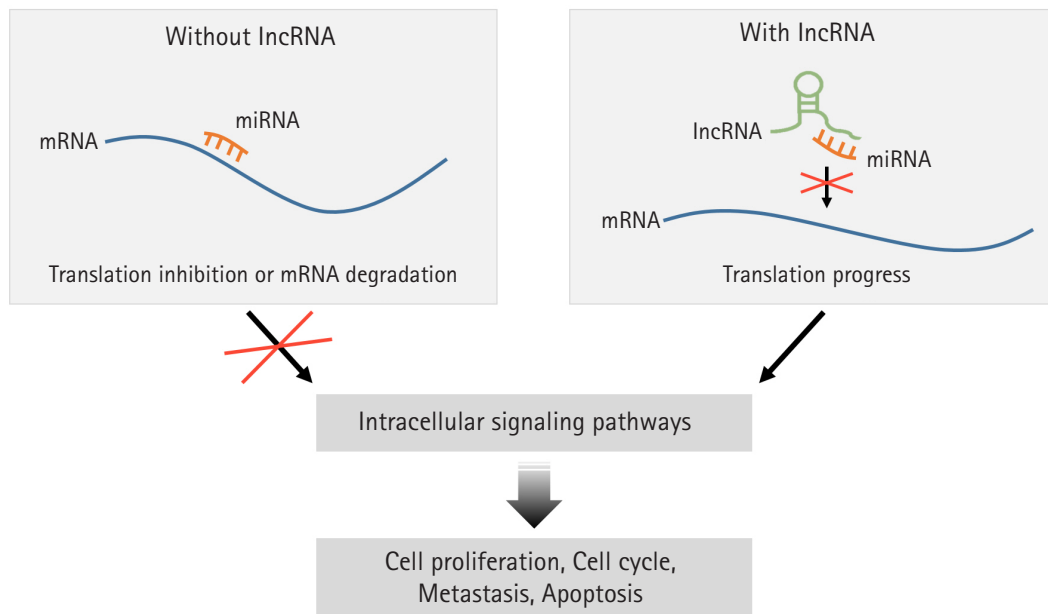 Without lncRNA
miRNA
mRNA
Translation inhibition or mRNA degradation
With lncRNA
lncRNA
miRNA
mRNA
Translation progress
Intracellular signaling pathways
Cell proliferation, Cell cycle,
Metastasis, Apoptosis